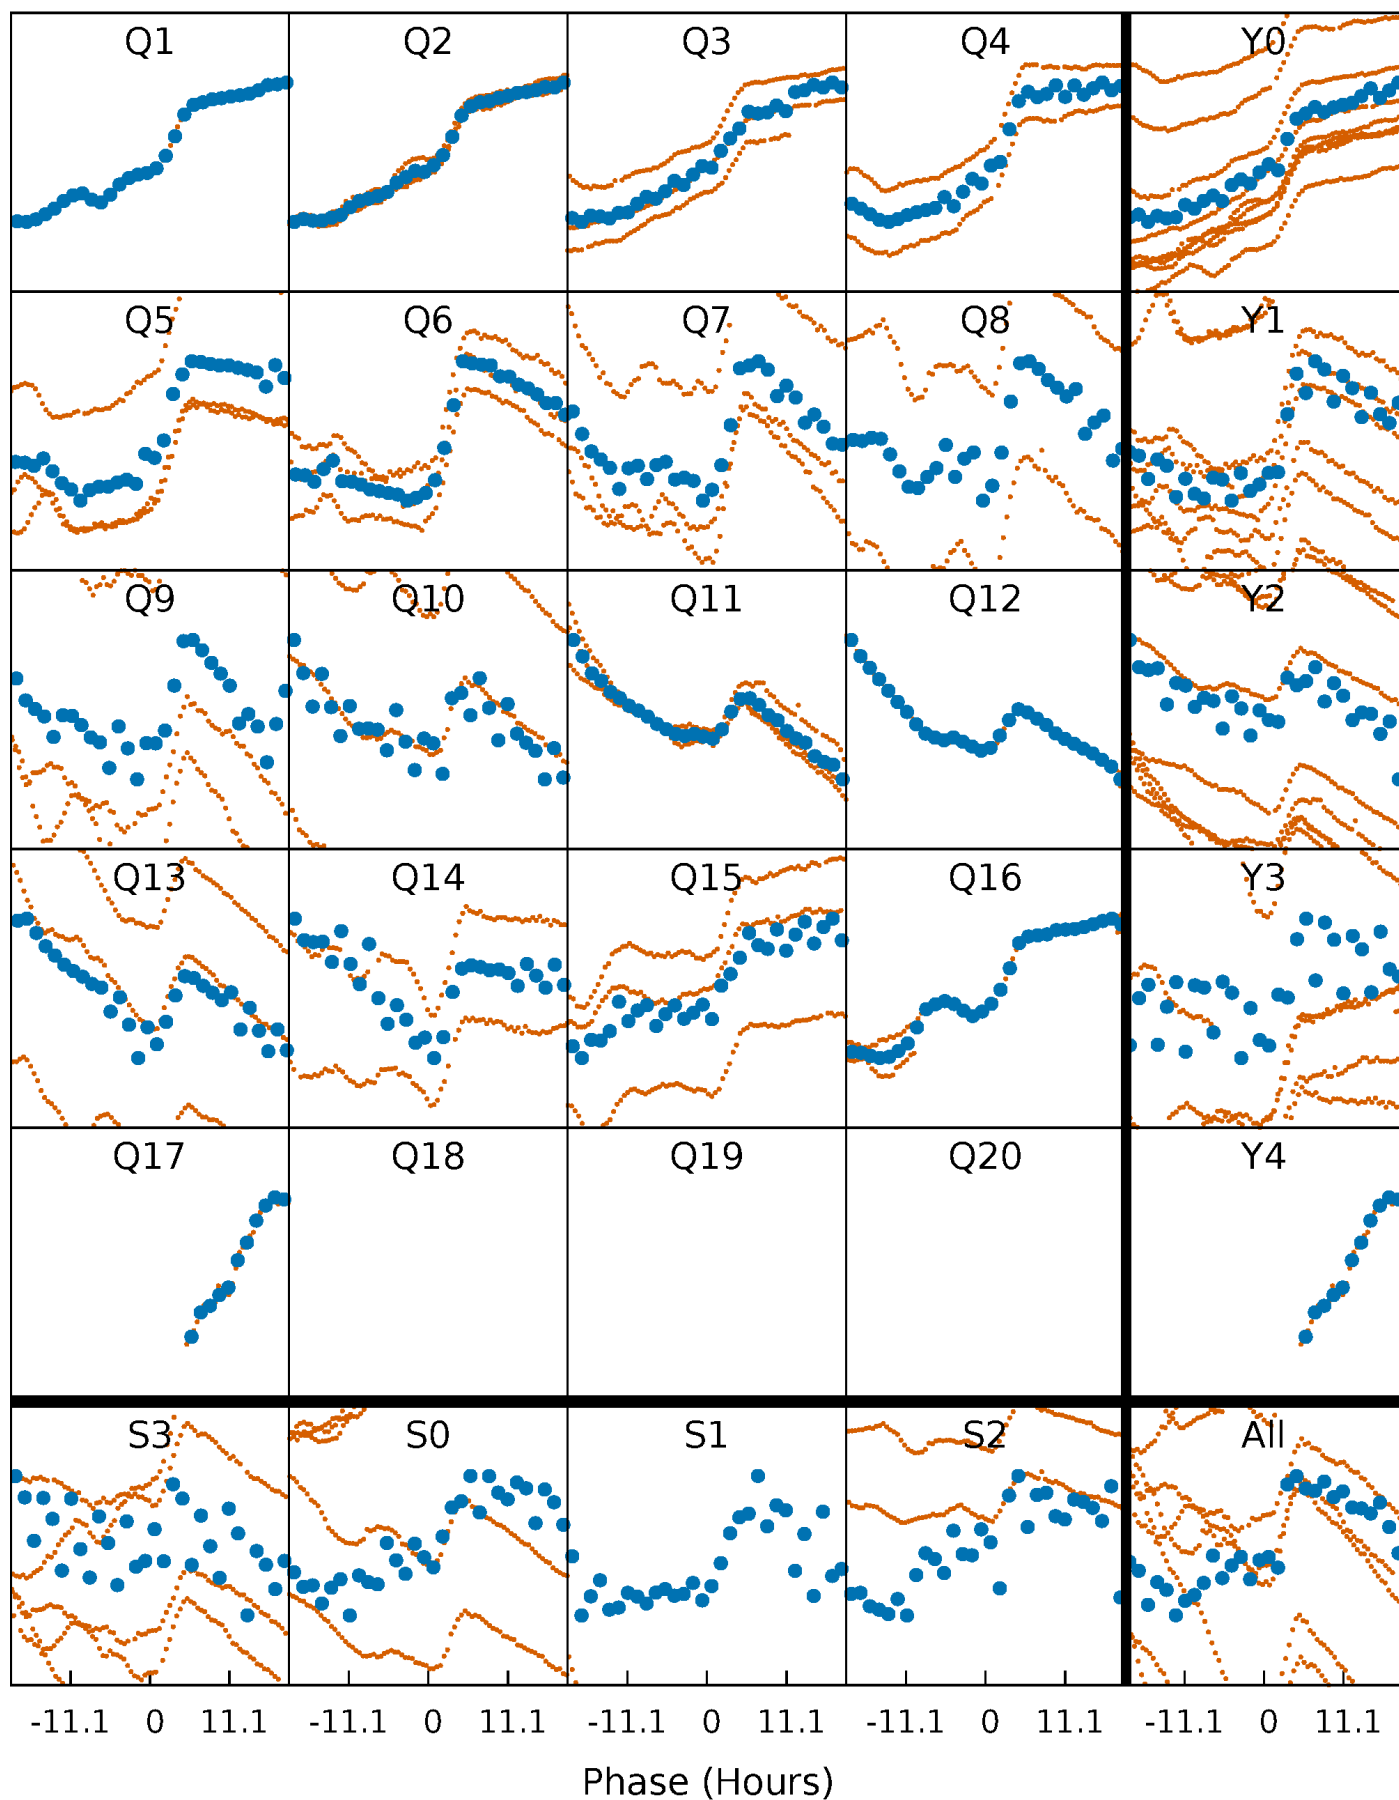 Q1 Q2 Q3 Q4 Y0
Q5 Q6 Q7 Q8 Y1
Q9 Q10 Q11 Q12 Y2
Q13 Q14 Q15 Q16 Y3
Q17 Q18 Q19 Q20 Y4
S3 S0 S1 S2 All
-11.1 0 11.1 -11.1 0 11.1 -11.1 0 11.1 -11.1 0 11.1 -11.1 0 11.1
Phase (Hours)